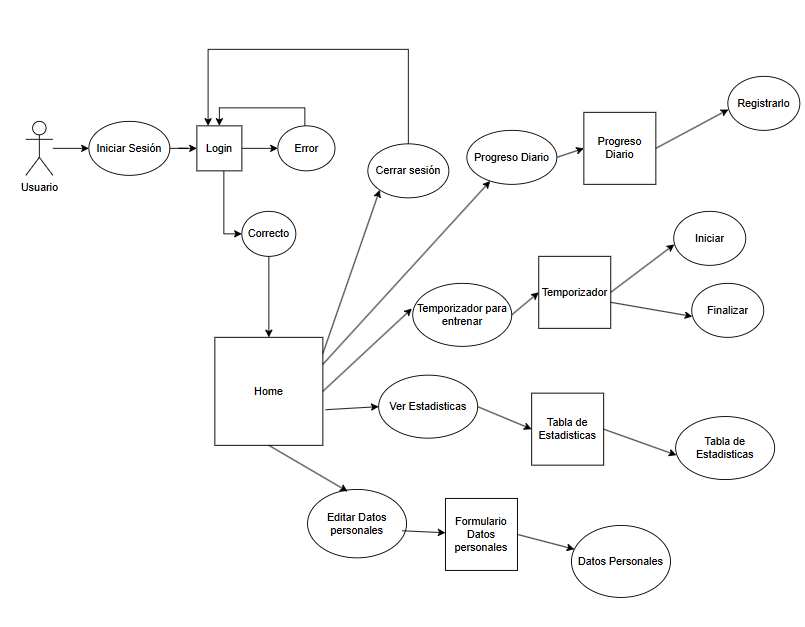 Usuario
Iniciar Sesión
Login
Error
Correcto
Cerrar sesión
Progreso Diario
Progreso
Diario
Registrarlo
Home
Temporizador para
entrenar
Temporizador
Iniciar
Finalizar
Ver Estadisticas
Tabla de
Estadisticas
Tabla de
Estadisticas
Editar Datos
personales
Formulario
Datos
personales
Datos Personales